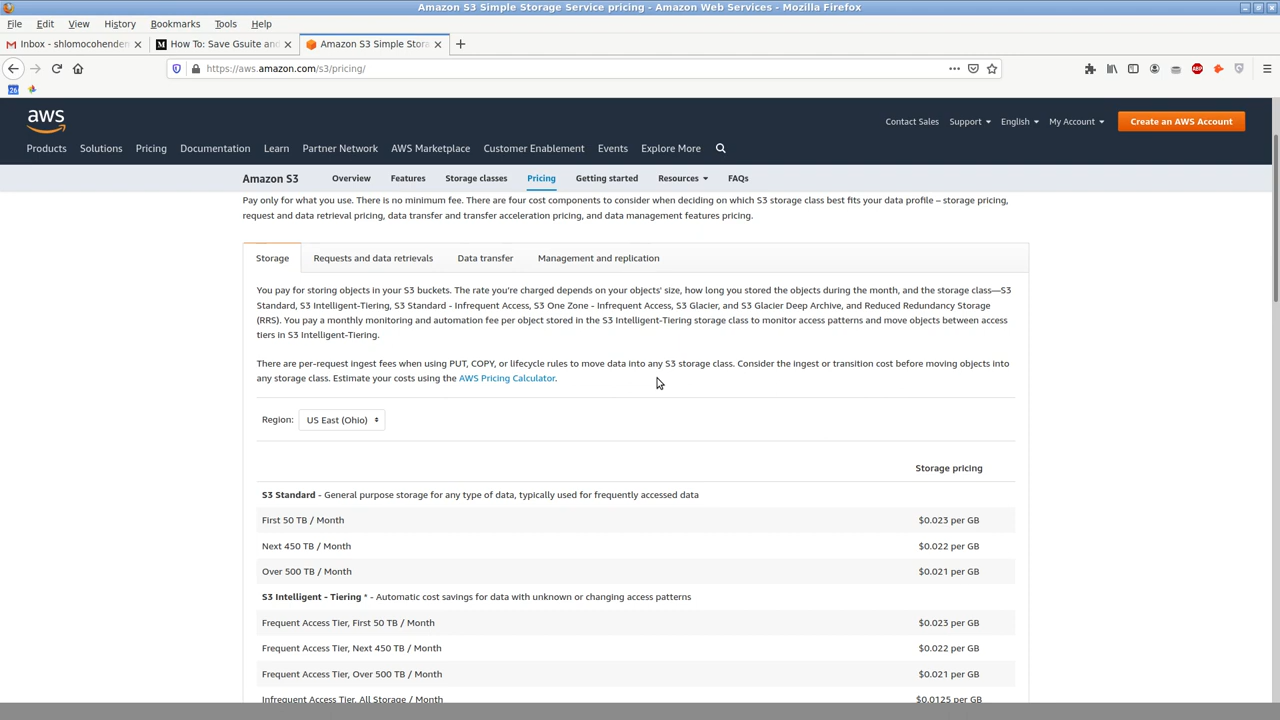 Amazon S3 Simple Storage Service pricing - Amazon Web Services - Mozilla Firefox
File Edit View History Bookmarks Tools Help
Inbox - shlomocohenden
How To: Save Gsuite and
Amazon S3 Simple Stora
https://aws.amazon.com/s3/pricing/
ABP
26
aws
Contact Sales Support English My Account Create an AWS Account
Products Solutions Pricing Documentation Learn Partner Network AWS Marketplace Customer Enablement Events Explore More
Amazon S3 Overview Features Storage classes Pricing Getting started Resources FAQs
Pay only for what you use. There is no minimum fee. There are four cost components to consider when deciding on which S3 storage class best fits your data profile – storage pricing,
request and data retrieval pricing, data transfer and transfer acceleration pricing, and data management features pricing.
Storage Requests and data retrievals Data transfer Management and replication
You pay for storing objects in your S3 buckets. The rate you're charged depends on your objects' size, how long you stored the objects during the month, and the storage class—S3
Standard, S3 Intelligent-Tiering, S3 Standard - Infrequent Access, S3 One Zone - Infrequent Access, S3 Glacier, and S3 Glacier Deep Archive, and Reduced Redundancy Storage
(RRS). You pay a monthly monitoring and automation fee per object stored in the S3 Intelligent-Tiering storage class to monitor access patterns and move objects between access
tiers in S3 Intelligent-Tiering.
There are per-request ingest fees when using PUT, COPY, or lifecycle rules to move data into any S3 storage class. Consider the ingest or transition cost before moving objects into
any storage class. Estimate your costs using the AWS Pricing Calculator.
Region: US East (Ohio)
Storage pricing
S3 Standard - General purpose storage for any type of data, typically used for frequently accessed data
First 50 TB / Month $0.023 per GB
Next 450 TB / Month $0.022 per GB
Over 500 TB / Month $0.021 per GB
S3 Intelligent - Tiering * - Automatic cost savings for data with unknown or changing access patterns
Frequent Access Tier, First 50 TB / Month $0.023 per GB
Frequent Access Tier, Next 450 TB / Month $0.022 per GB
Frequent Access Tier, Over 500 TB / Month $0.021 per GB
Infrequent Access Tier, All Storage / Month $0.0125 per GB